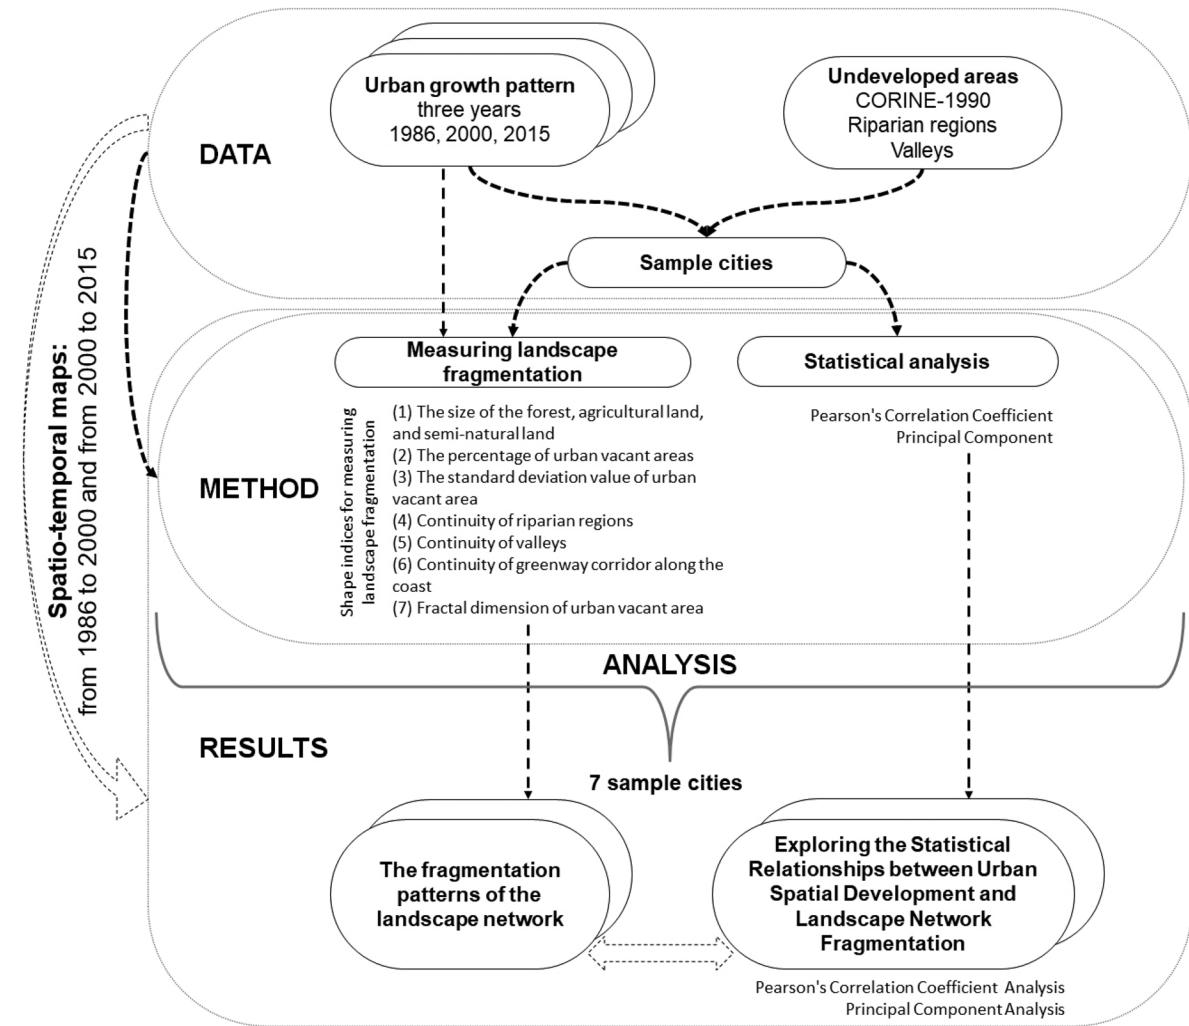 Urban growth pattern
three years
1986, 2000, 2015
Undeveloped areas
CORINE-1990
Riparian regions
Valleys
DATA
Sample cities
Spatio-temporal maps:
from 1986 to 2000 and from 2000 to 2015
Measuring landscape
fragmentation
Statistical analysis
METHOD
Shape indices for measuring
landscape fragmentation
(1) The size of the forest, agricultural land,
and semi-natural land
(2) The percentage of urban vacant areas
(3) The standard deviation value of urban
vacant area
(4) Continuity of riparian regions
(5) Continuity of valleys
(6) Continuity of greenway corridor along the
coast
(7) Fractal dimension of urban vacant area
Pearson's Correlation Coefficient
Principal Component
ANALYSIS
RESULTS
7 sample cities
The fragmentation
patterns of the
landscape network
Exploring the Statistical
Relationships between Urban
Spatial Development and
Landscape Network
Fragmentation
Pearson's Correlation Coefficient Analysis
Principal Component Analysis